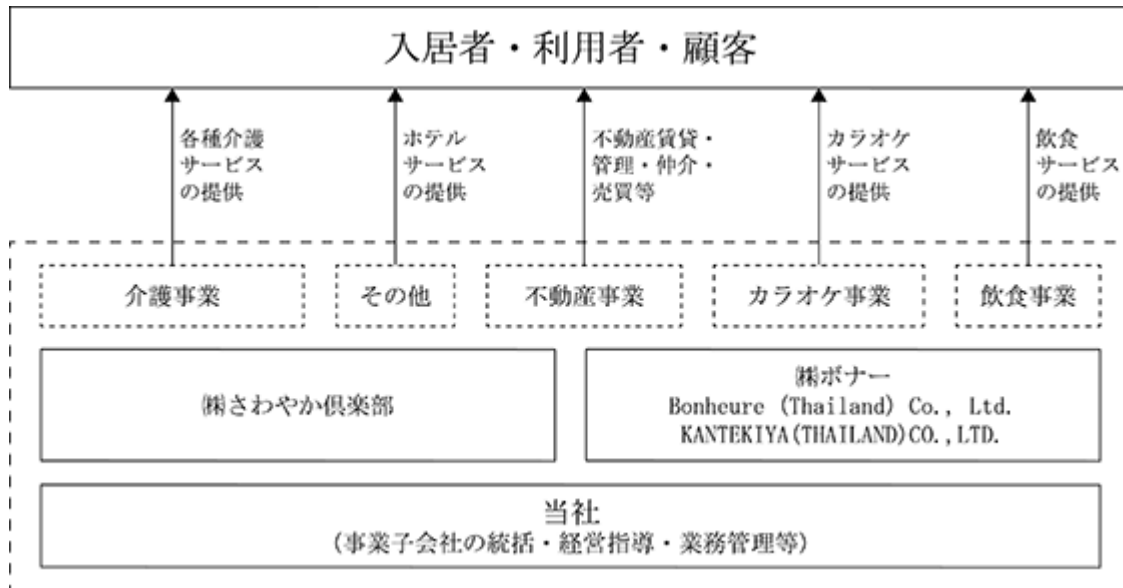 入居者・利用者・顧客
各種介護
サービス
の提供
ホテル
サービス
の提供
不動産賃貸・
管理・仲介・
売買等
カラオケ
サービス
の提供
飲食
サービス
の提供
介護事業
その他
不動産事業
カラオケ事業
飲食事業
㈱さわやか倶楽部
㈱ボナー
Bonheure (Thailand) Co., Ltd.
KANTEKIYA(THAILAND)CO.,LTD.
当社
(事業子会社の統括・経営指導・業務管理等)